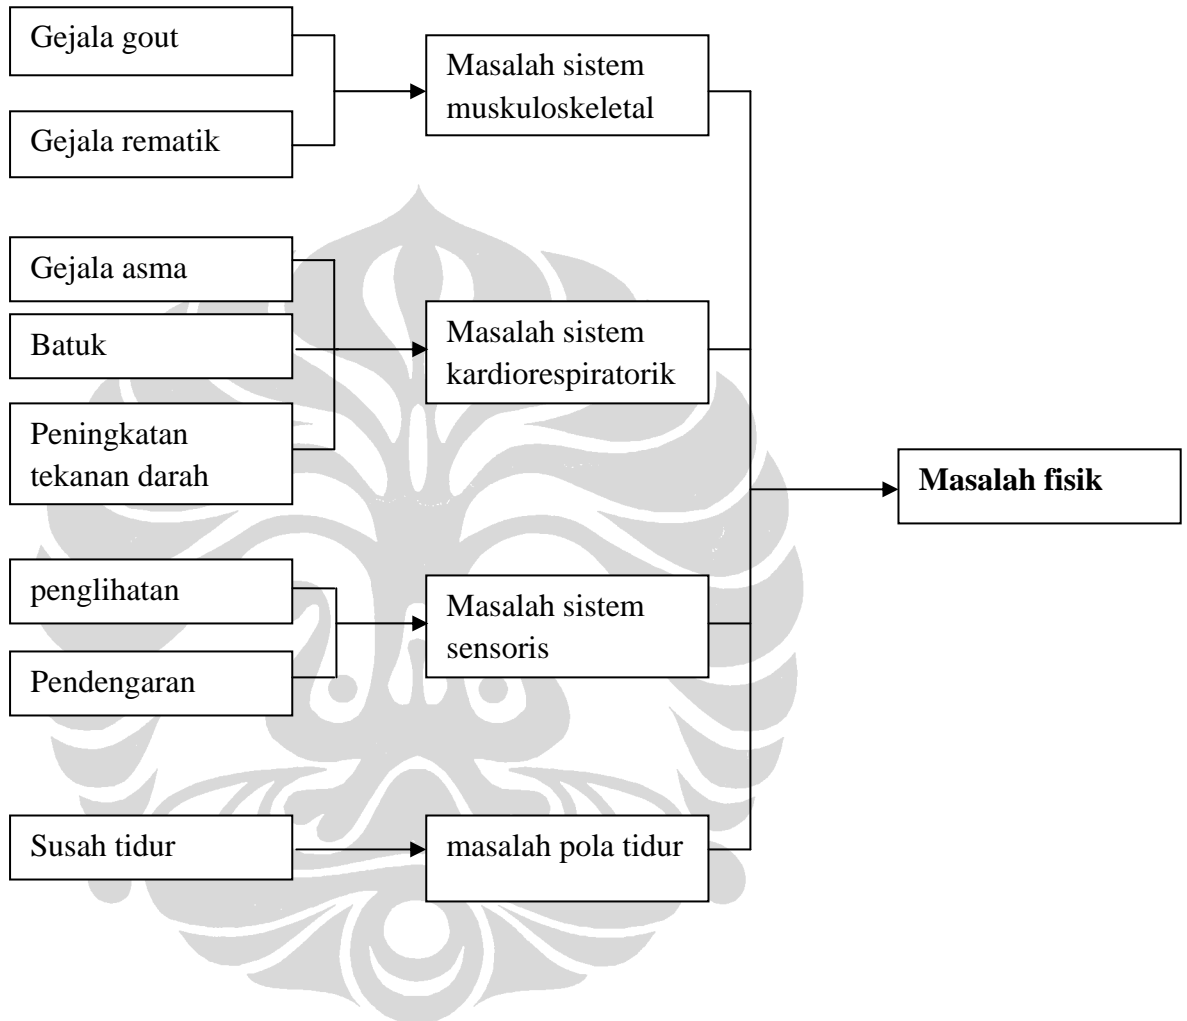 Gejala gout
Gejala rematik
Masalah sistem
muskuloskeletal
Gejala asma
Batuk
Peningkatan
tekanan darah
Masalah sistem
kardiorespiratorik
penglihatan
Pendengaran
Masalah sistem
sensoris
Susah tidur
masalah pola tidur
Masalah fisik